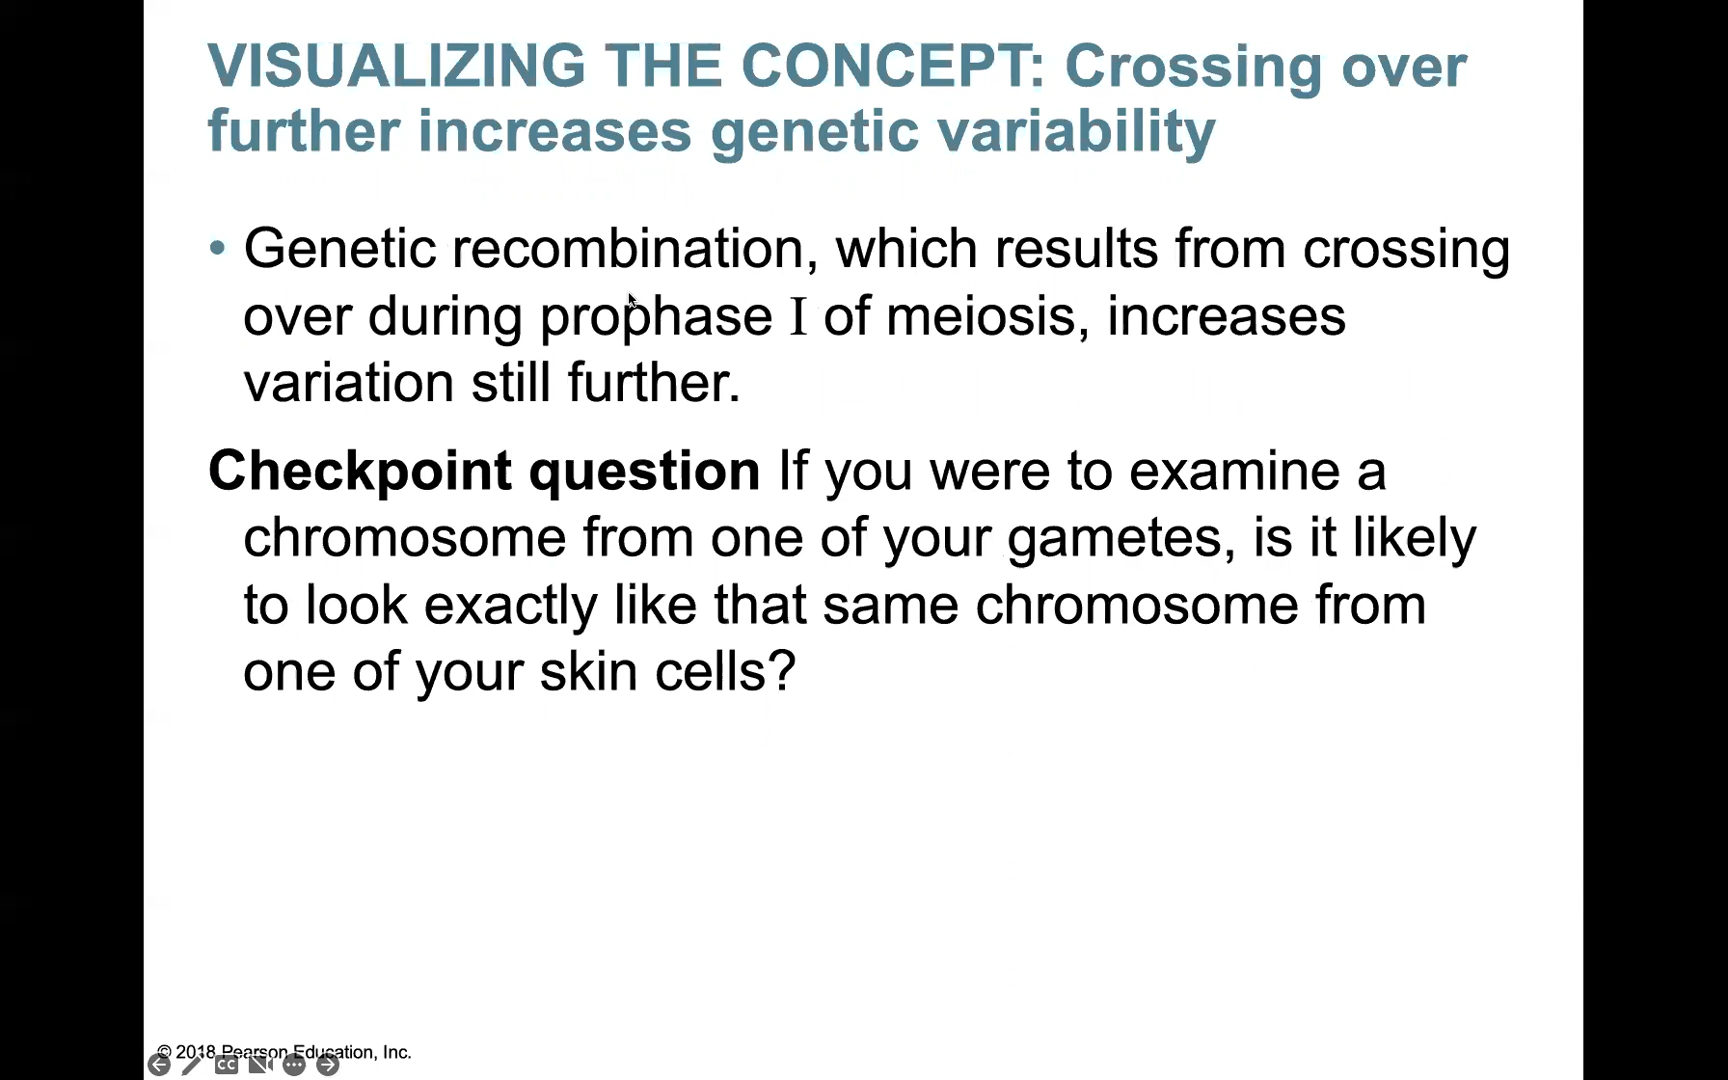 VISUALIZING THE CONCEPT: Crossing over
further increases genetic variability
• Genetic recombination, which results from crossing
over during prophase I of meiosis, increases
variation still further.
Checkpoint question If you were to examine a
chromosome from one of your gametes, is it likely
to look exactly like that same chromosome from
one of your skin cells?
© 2018 Pearson Education, Inc.
CC